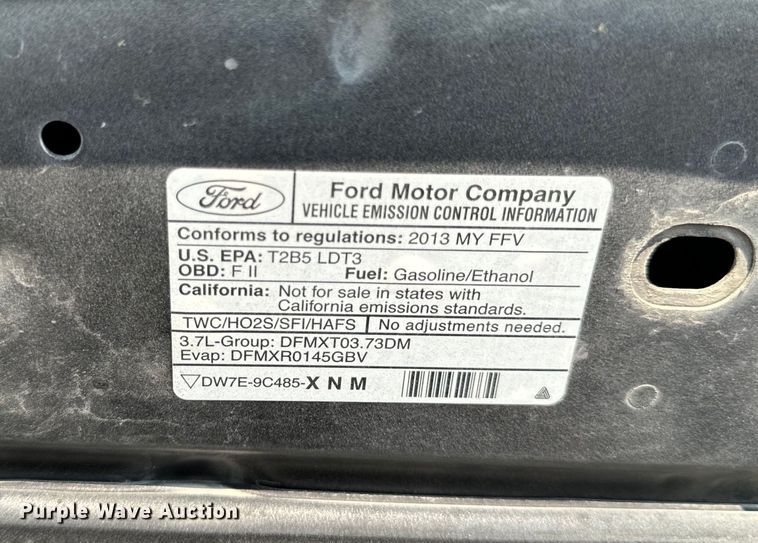 Ford
Ford Motor Company
VEHICLE EMISSION CONTROL INFORMATION
Conforms to regulations: 2013 MY FFV
U.S. EPA: T2B5 LDT3
OBD: F II Fuel: Gasoline/Ethanol
California: Not for sale in states with
California emissions standards.
TWC/HO2S/SFI/HAFS No adjustments needed.
3.7L-Group: DFMXT03.73DM
Evap: DFMXR0145GBV
DW7E-9C485-X N M
Purple Wave Auction